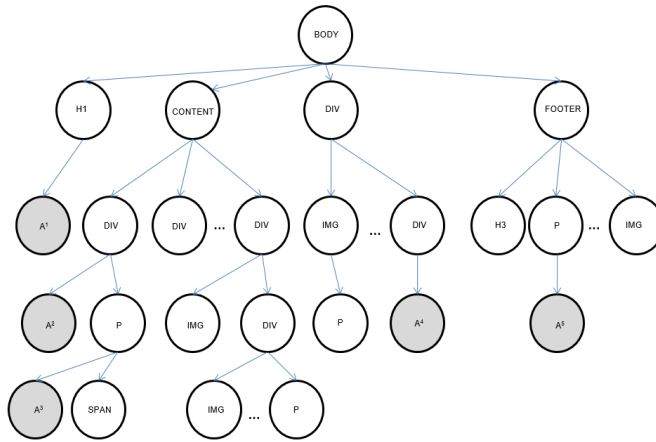 BODY
H1 CONTENT DIV FOOTER
A¹ DIV DIV ... DIV IMG ... DIV H3 P ... IMG
A² P IMG DIV P A⁴ A⁵
A³ SPAN IMG ... P